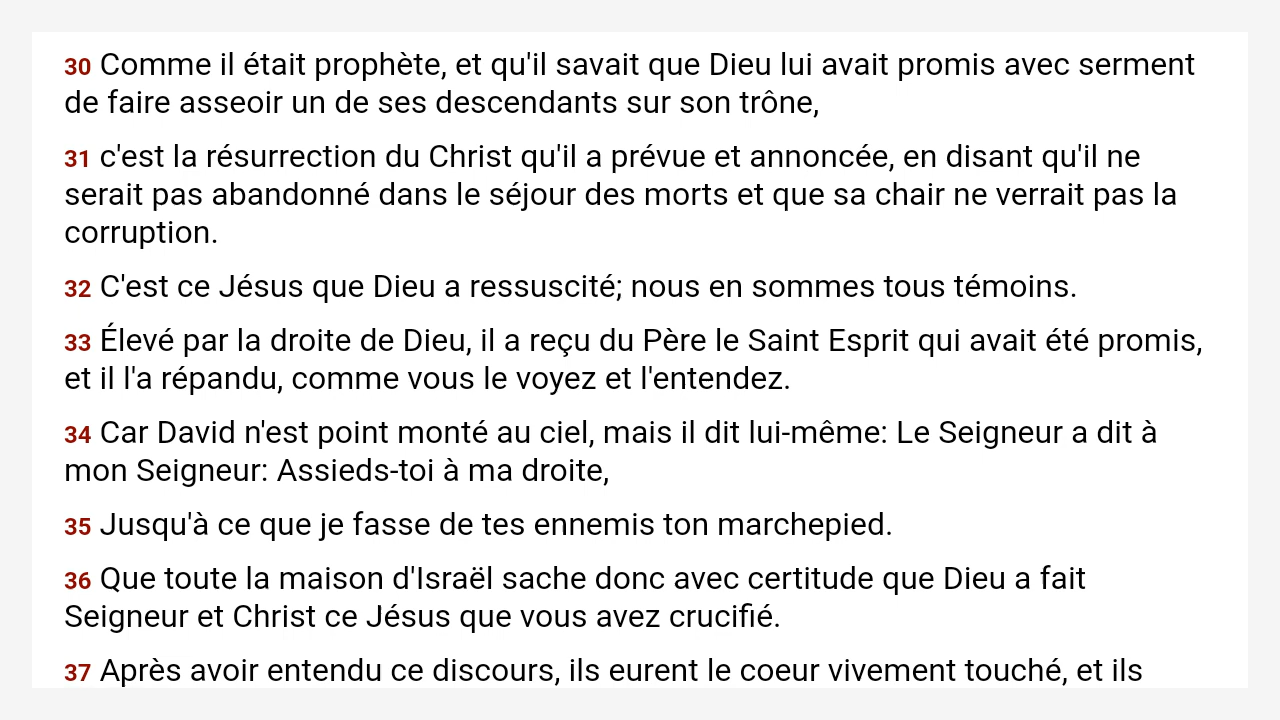 30 Comme il était prophète, et qu'il savait que Dieu lui avait promis avec serment
de faire asseoir un de ses descendants sur son trône,
31 c'est la résurrection du Christ qu'il a prévue et annoncée, en disant qu'il ne
serait pas abandonné dans le séjour des morts et que sa chair ne verrait pas la
corruption.
32 C'est ce Jésus que Dieu a ressuscité; nous en sommes tous témoins.
33 Élevé par la droite de Dieu, il a reçu du Père le Saint Esprit qui avait été promis,
et il l'a répandu, comme vous le voyez et l'entendez.
34 Car David n'est point monté au ciel, mais il dit lui-même: Le Seigneur a dit à
mon Seigneur: Assieds-toi à ma droite,
35 Jusqu'à ce que je fasse de tes ennemis ton marchepied.
36 Que toute la maison d'Israël sache donc avec certitude que Dieu a fait
Seigneur et Christ ce Jésus que vous avez crucifié.
37 Après avoir entendu ce discours, ils eurent le coeur vivement touché, et ils